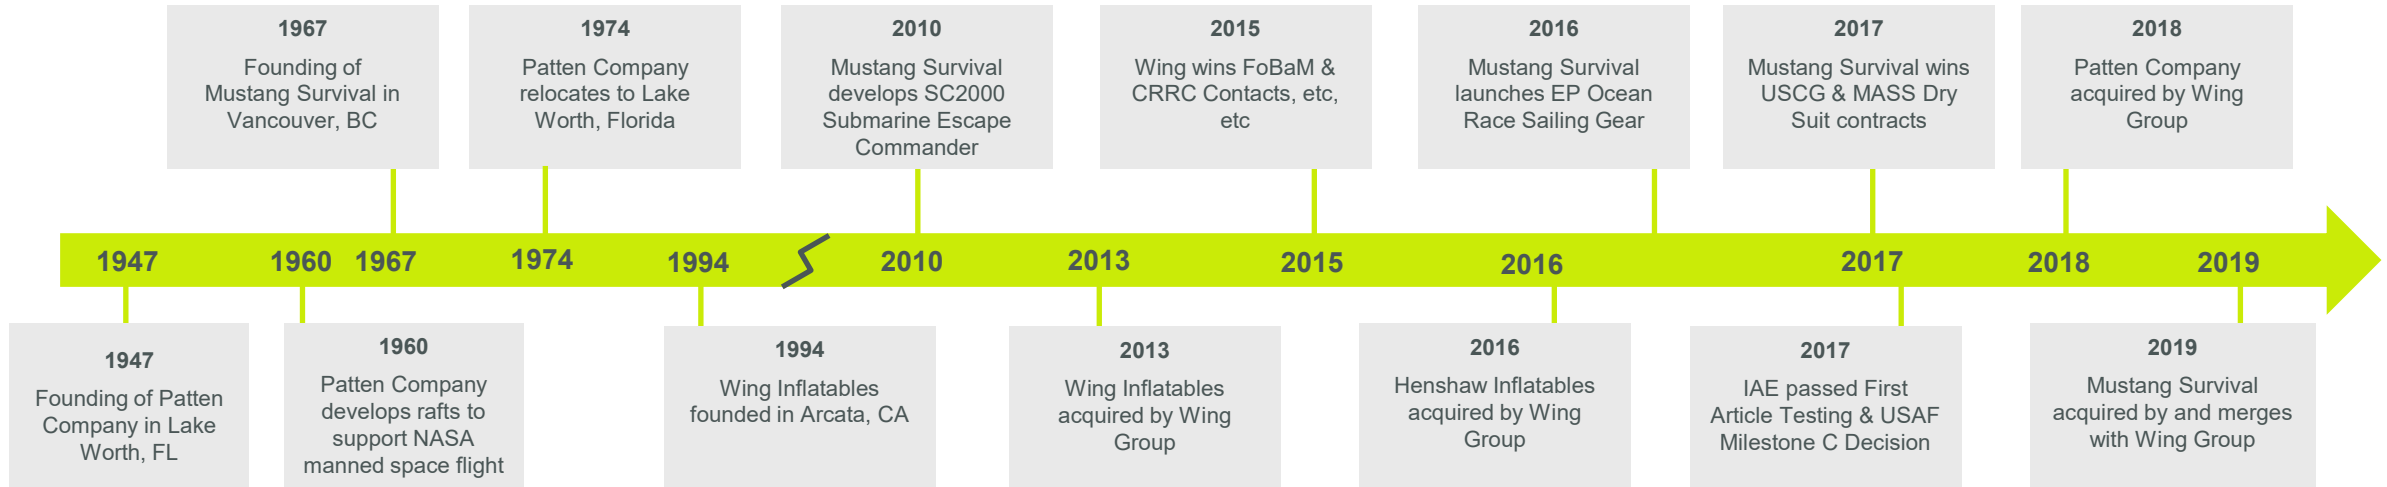 1967
Founding of
Mustang Survival in
Vancouver, BC
1974
Patten Company
relocates to Lake
Worth, Florida
2010
Mustang Survival
develops SC2000
Submarine Escape
Commander
2015
Wing wins FoBaM &
CRRC Contacts, etc,
etc
2016
Mustang Survival
launches EP Ocean
Race Sailing Gear
2017
Mustang Survival wins
USCG & MASS Dry
Suit contracts
2018
Patten Company
acquired by Wing
Group
1947 1960 1967 1974 1994 2010 2013 2015 2016 2017 2018 2019
1947
Founding of Patten
Company in Lake
Worth, FL
1960
Patten Company
develops rafts to
support NASA
manned space flight
1994
Wing Inflatables
founded in Arcata, CA
2013
Wing Inflatables
acquired by Wing
Group
2016
Henshaw Inflatables
acquired by Wing
Group
2017
IAE passed First
Article Testing & USAF
Milestone C Decision
2019
Mustang Survival
acquired by and merges
with Wing Group